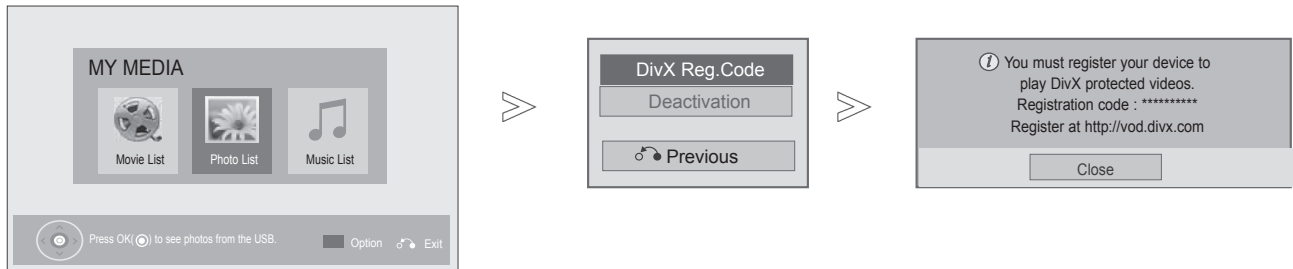 MY MEDIA
Movie List
Photo List
Music List
Press OK(◉) to see photos from the USB.
Option
Exit
DivX Reg.Code
Deactivation
Previous
You must register your device to
play DivX protected videos.
Registration code : **********
Register at http://vod.divx.com
Close